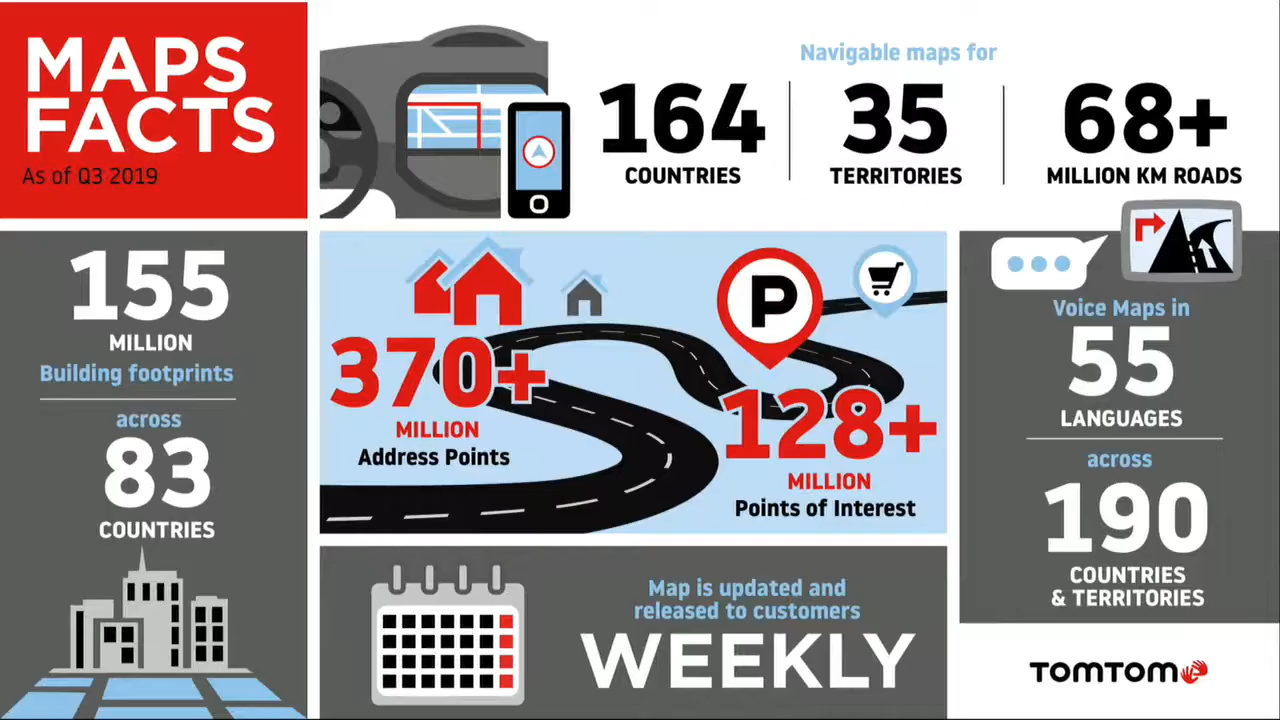 MAPS
FACTS
As of Q3 2019
Navigable maps for
164
COUNTRIES
35
TERRITORIES
68+
MILLION KM ROADS
155
MILLION
Building footprints
across
83
COUNTRIES
370+
MILLION
Address Points
P
128+
MILLION
Points of Interest
Voice Maps in
55
LANGUAGES
across
190
COUNTRIES
& TERRITORIES
Map is updated and
released to customers
WEEKLY
TOMTOM